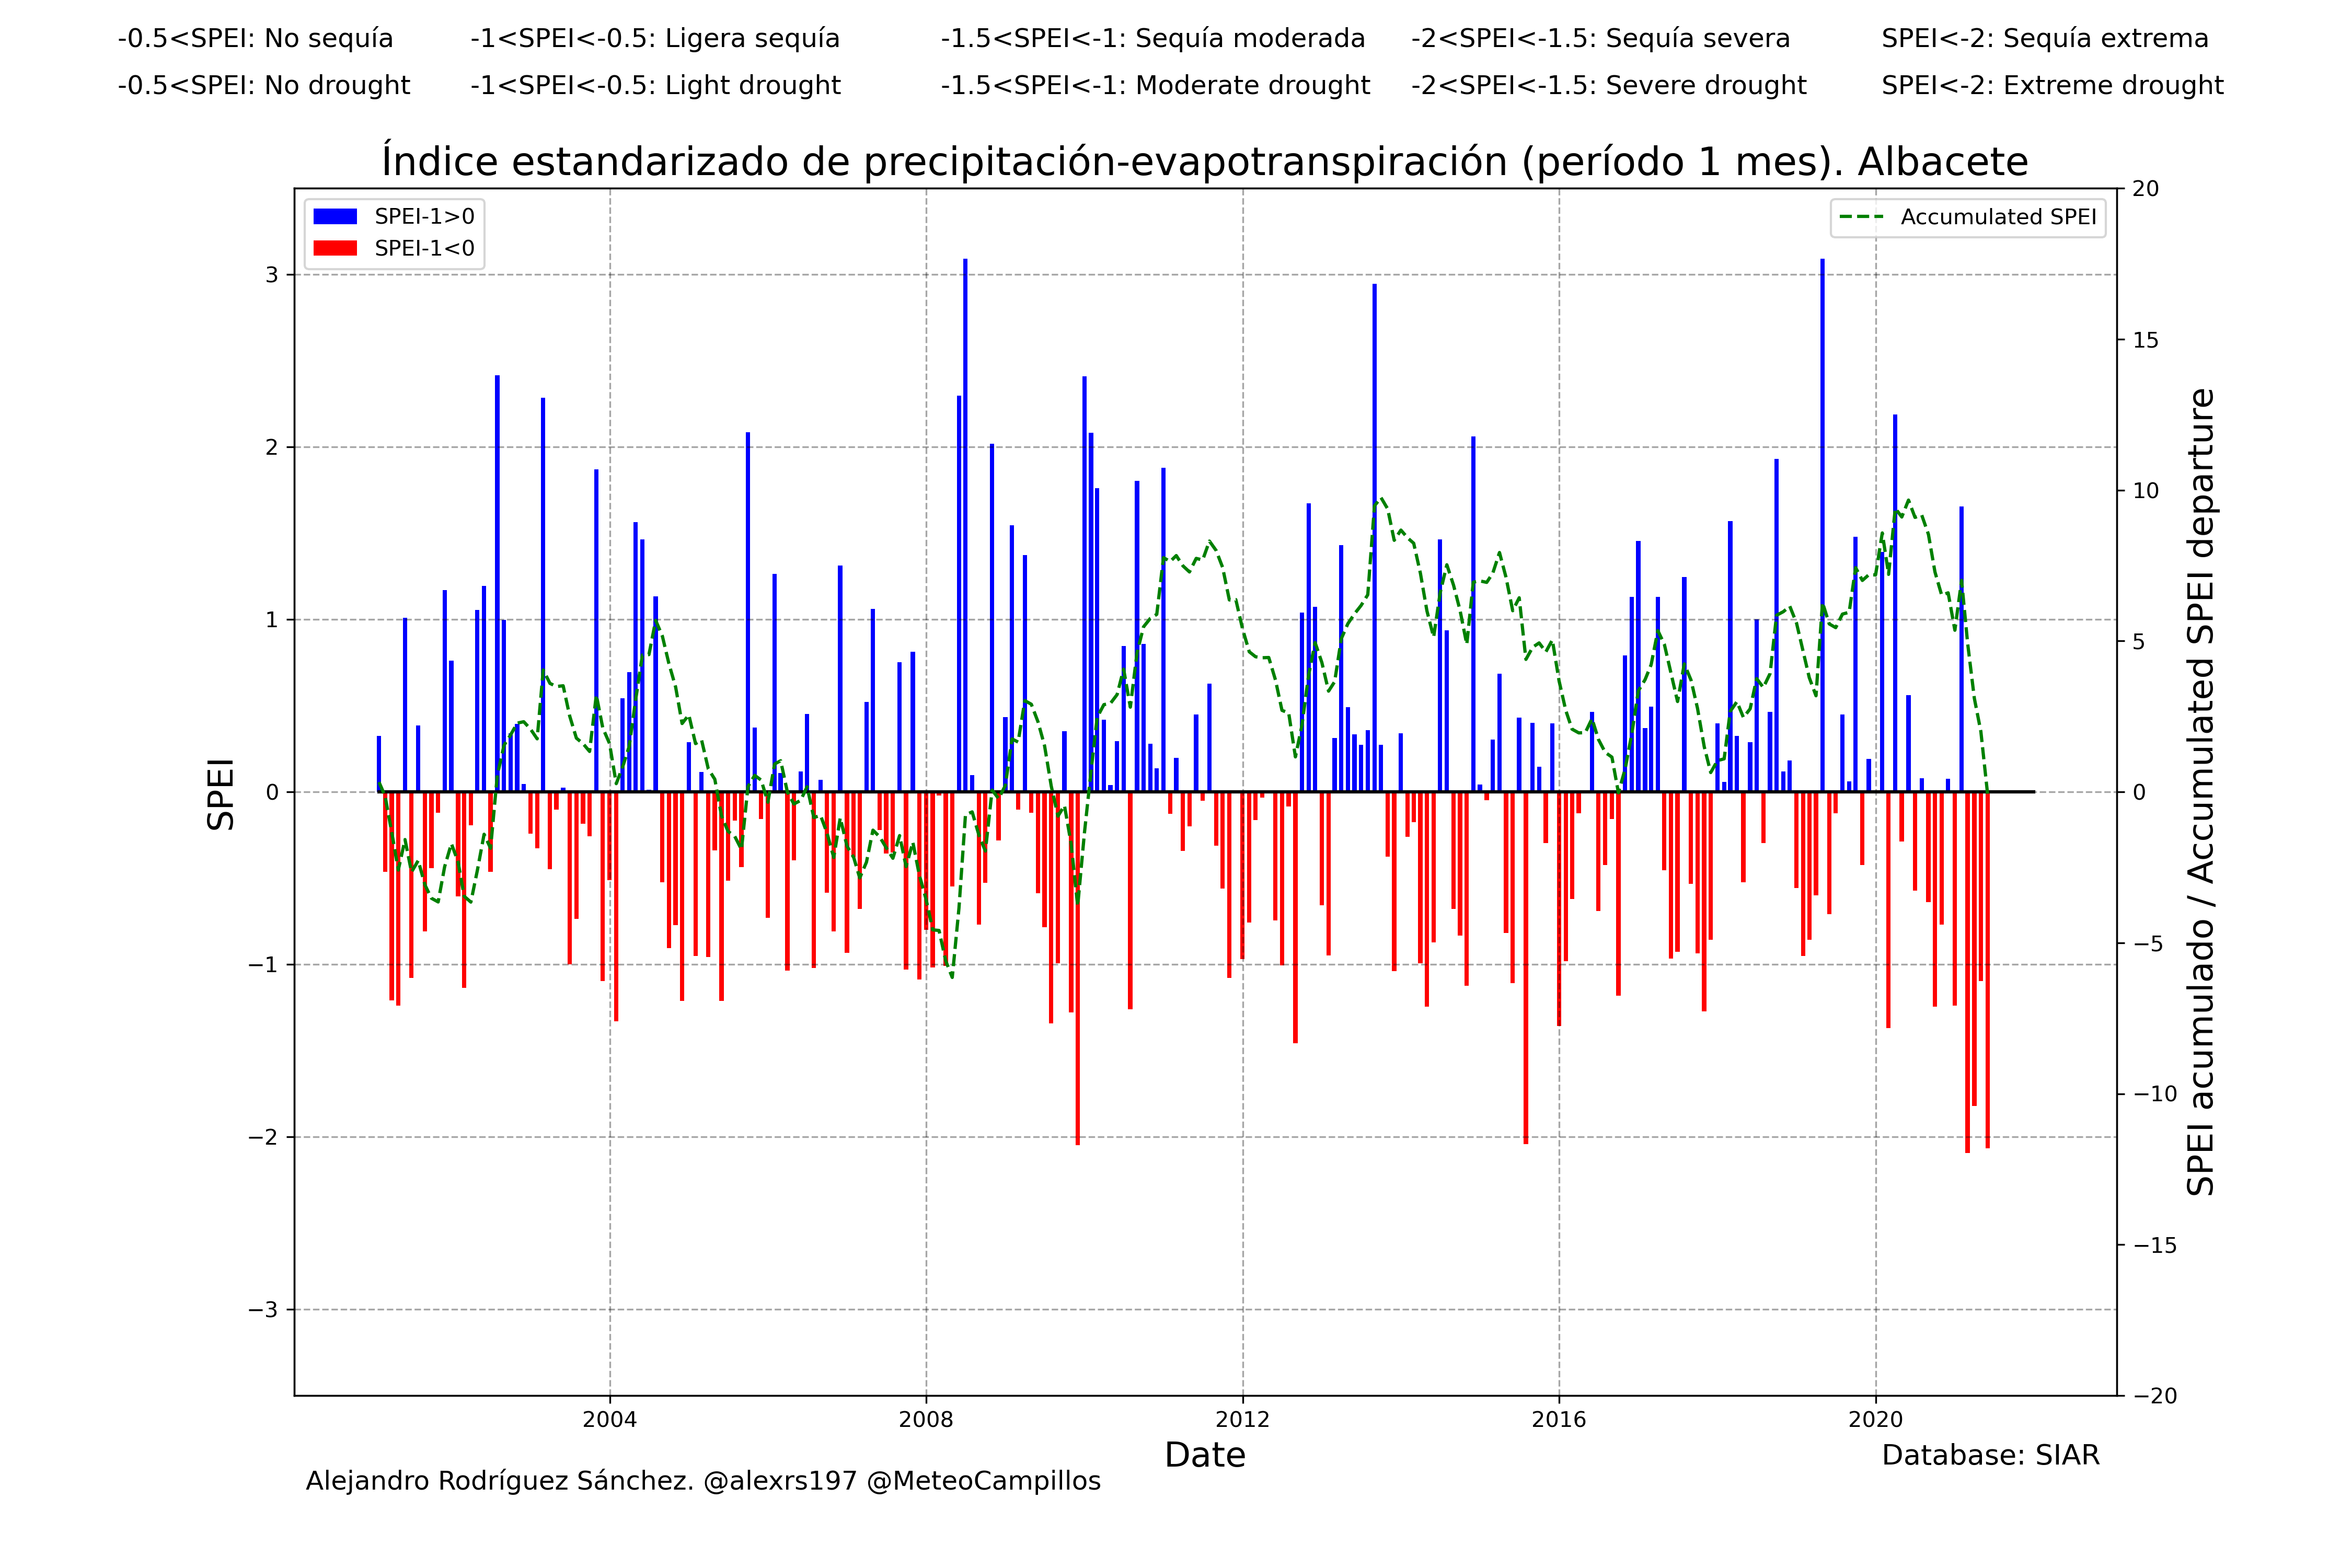 -0.5<SPEI: No sequía -1<SPEI<-0.5: Ligera sequía -1.5<SPEI<-1: Sequía moderada -2<SPEI<-1.5: Sequía severa SPEI<-2: Sequía extrema
-0.5<SPEI: No drought -1<SPEI<-0.5: Light drought -1.5<SPEI<-1: Moderate drought -2<SPEI<-1.5: Severe drought SPEI<-2: Extreme drought
Índice estandarizado de precipitación-evapotranspiración (período 1 mes). Albacete
SPEI-1>0
SPEI-1<0
Accumulated SPEI
SPEI
3
2
1
0
−1
−2
−3
20
15
10
5
0
−5
−10
−15
−20
SPEI acumulado / Accumulated SPEI departure
2004 2008 2012 2016 2020
Date
Database: SIAR
Alejandro Rodríguez Sánchez. @alexrs197 @MeteoCampillos